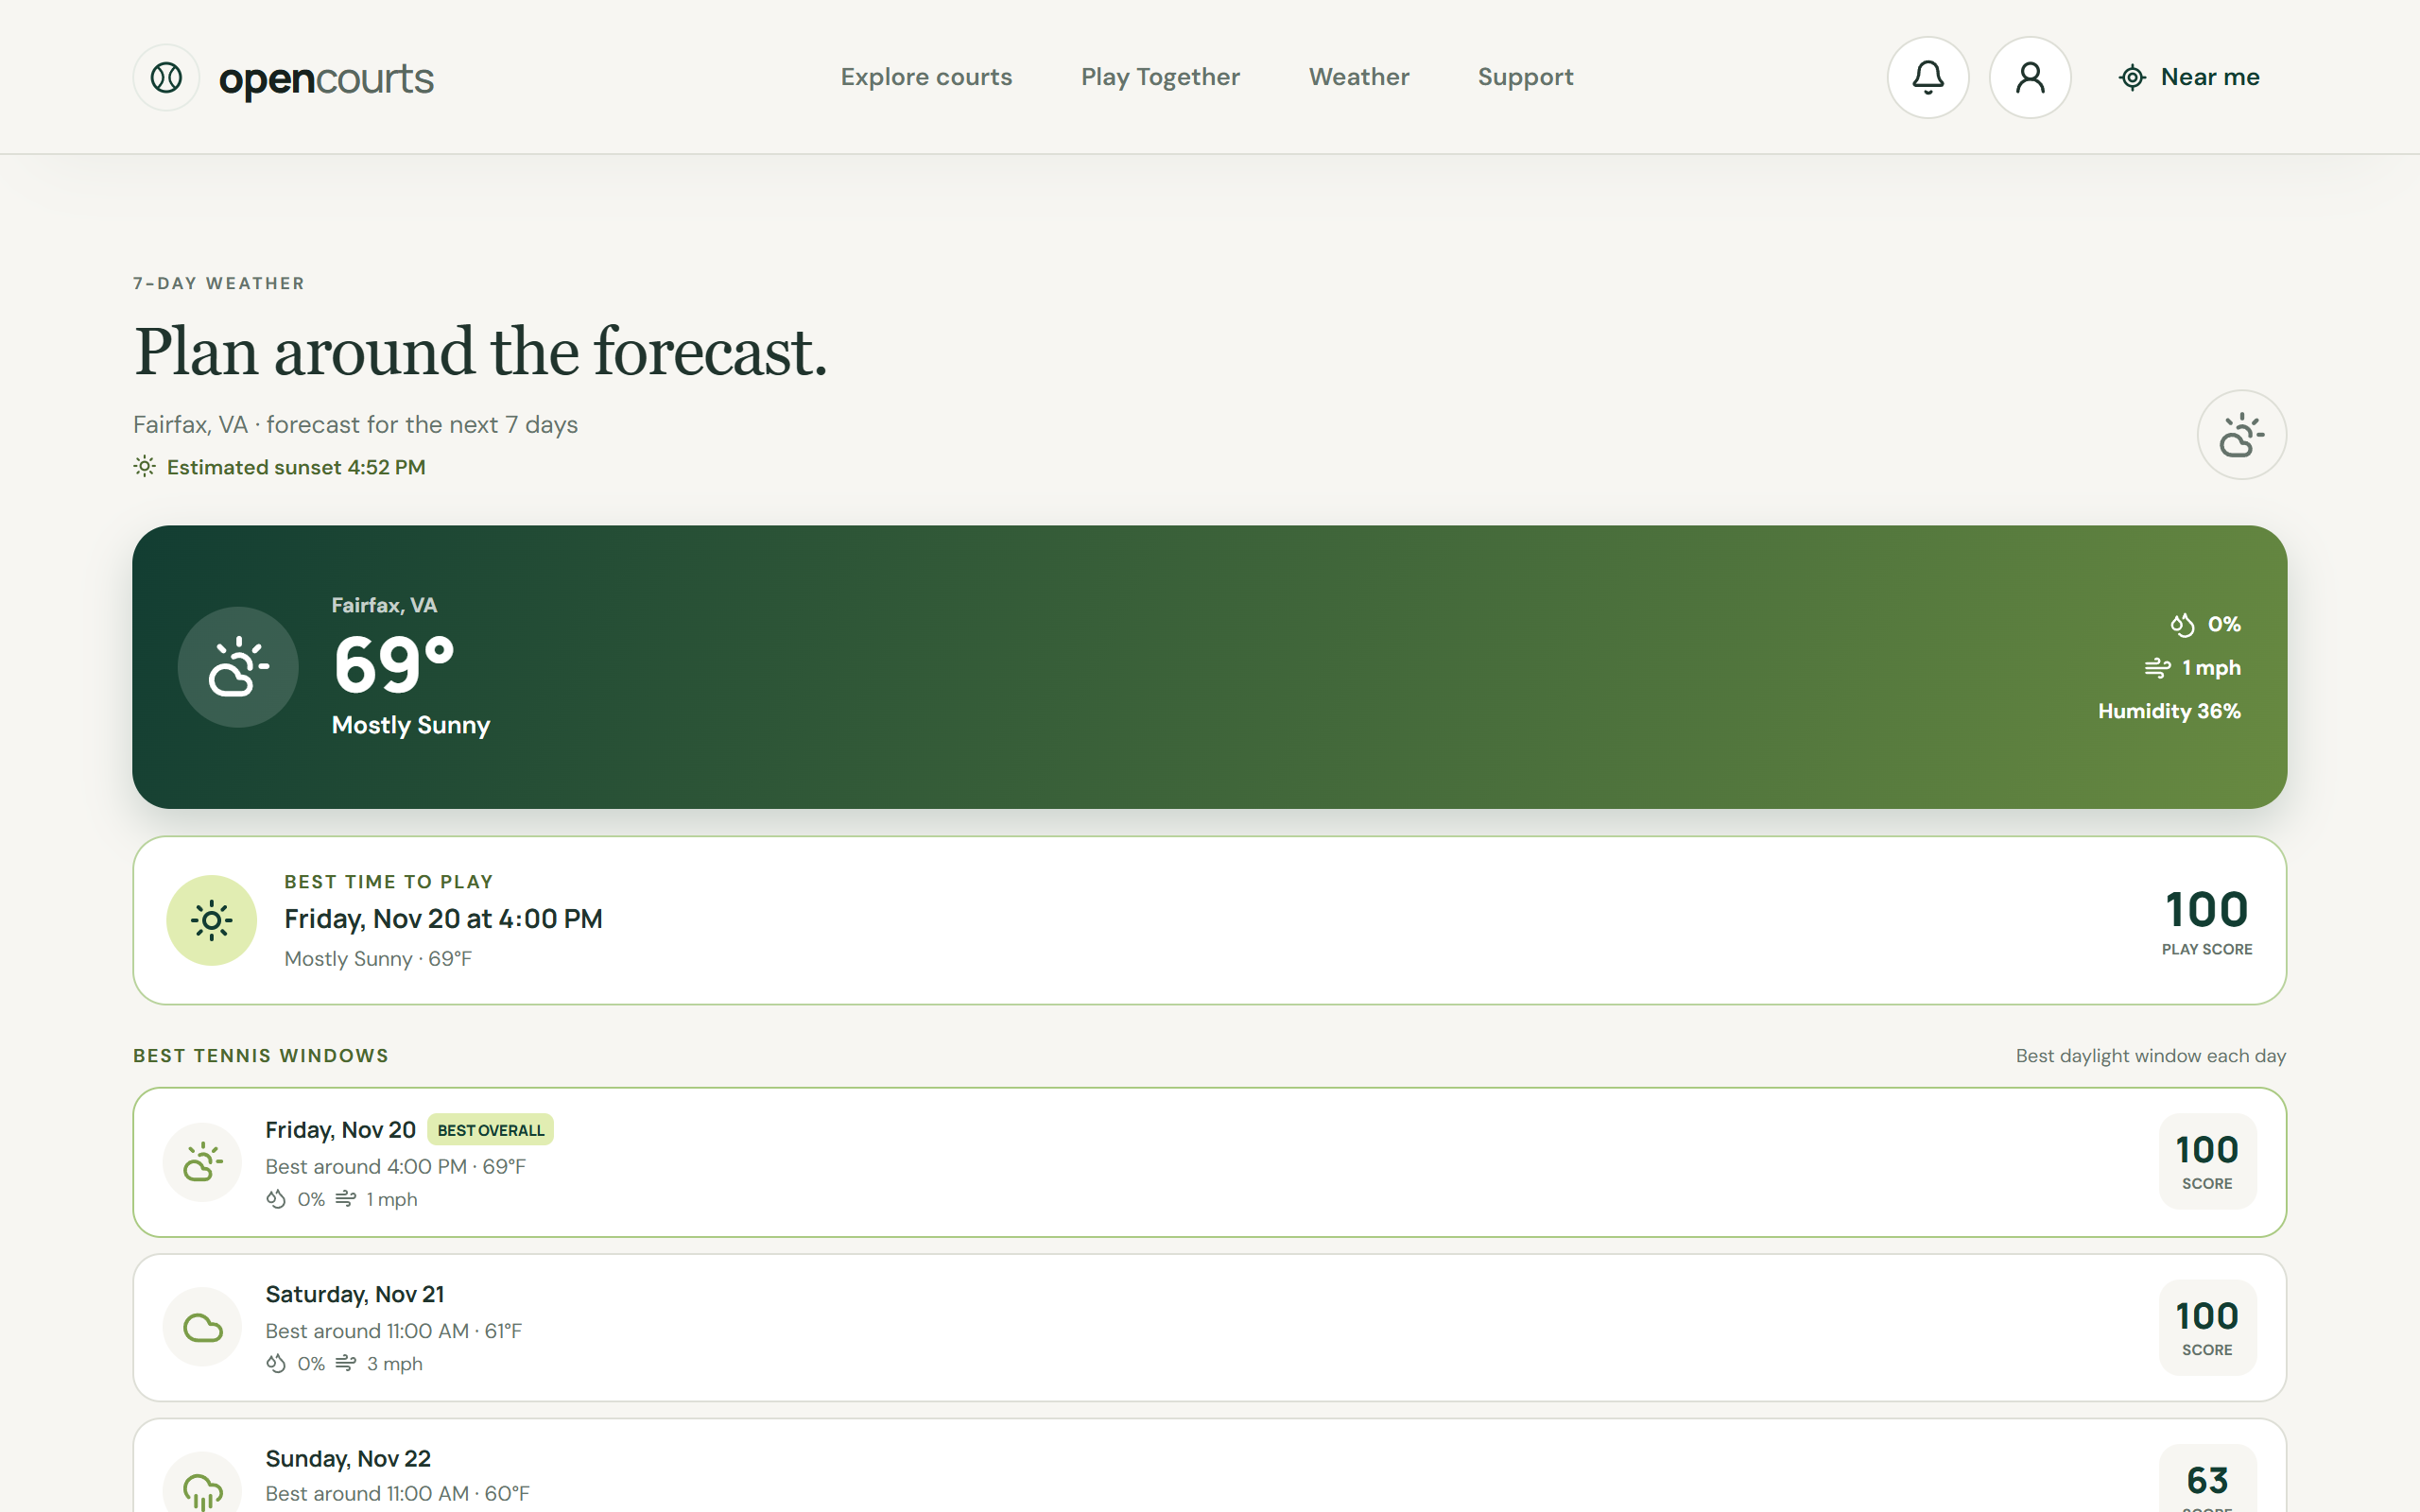 opencourts
Explore courts
Play Together
Weather
Support
Near me
7-DAY WEATHER
Plan around the forecast.
Fairfax, VA · forecast for the next 7 days
Estimated sunset 4:52 PM
Fairfax, VA
69°
Mostly Sunny
0%
1 mph
Humidity 36%
BEST TIME TO PLAY
Friday, Nov 20 at 4:00 PM
Mostly Sunny · 69°F
100
PLAY SCORE
BEST TENNIS WINDOWS
Best daylight window each day
Friday, Nov 20 BEST OVERALL
Best around 4:00 PM · 69°F
0% 1 mph
100
SCORE
Saturday, Nov 21
Best around 11:00 AM · 61°F
0% 3 mph
100
SCORE
Sunday, Nov 22
Best around 11:00 AM · 60°F
63